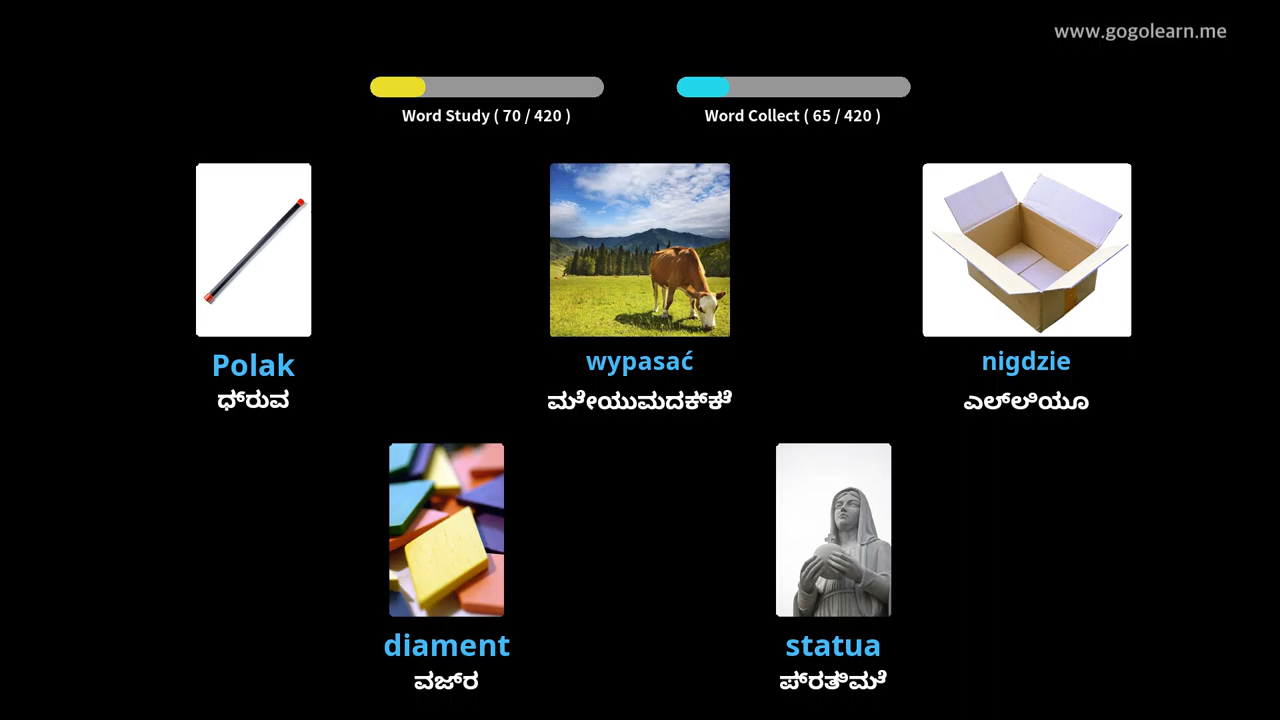 www.gogolearn.me
Word Study ( 70 / 420 )
Word Collect ( 65 / 420 )
Polak
ಧ್ರುವ
wypasać
ಮೇಯುಮದಕ್ಕೆ
nigdzie
ಎಲ್ಲಿಯೂ
diament
ವಜ್ರ
statua
ಪ್ರತಿಮೆ